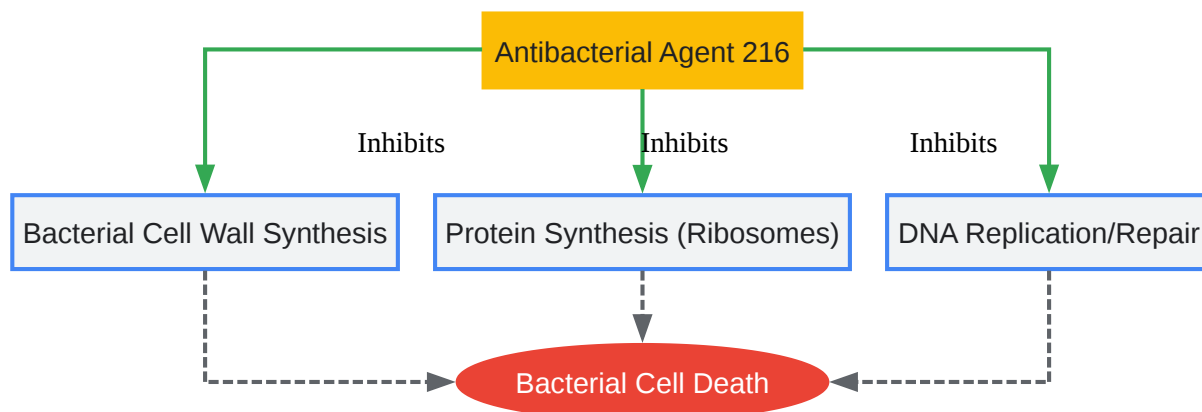 Antibacterial Agent 216
Inhibits
Inhibits
Inhibits
Bacterial Cell Wall Synthesis
Protein Synthesis (Ribosomes)
DNA Replication/Repair
Bacterial Cell Death